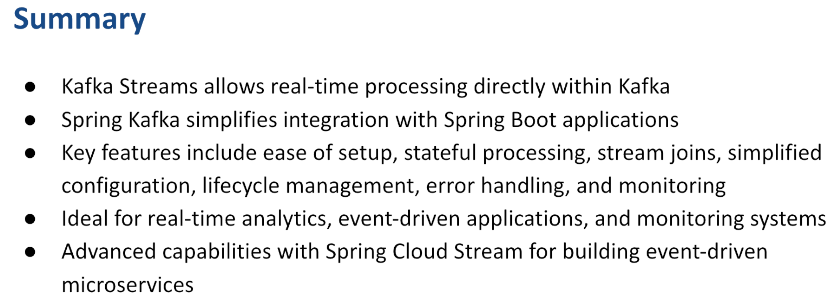 Summary
● Kafka Streams allows real-time processing directly within Kafka
● Spring Kafka simplifies integration with Spring Boot applications
● Key features include ease of setup, stateful processing, stream joins, simplified
configuration, lifecycle management, error handling, and monitoring
● Ideal for real-time analytics, event-driven applications, and monitoring systems
● Advanced capabilities with Spring Cloud Stream for building event-driven
microservices